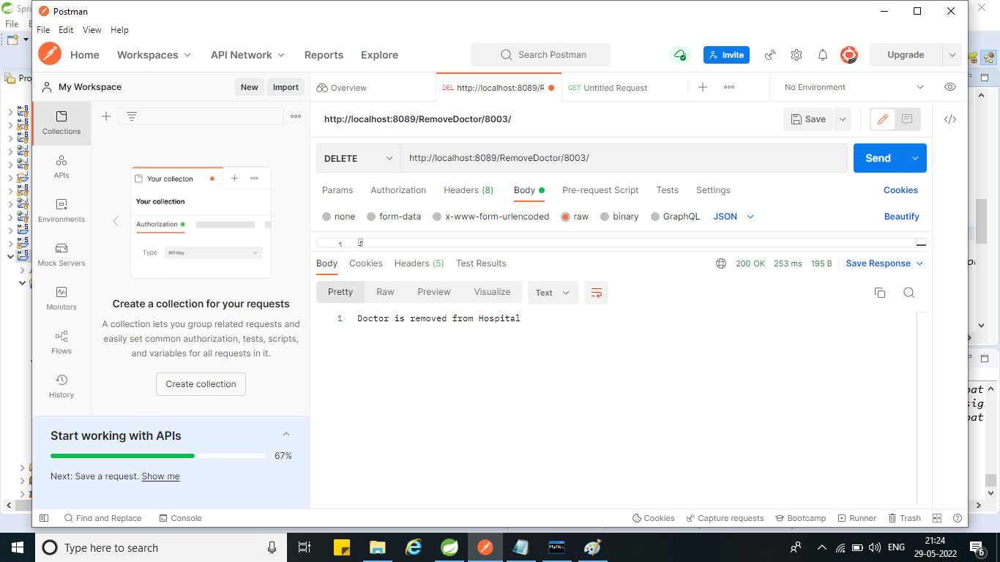 Spri
Postman
File
File Edit View Help
Home Workspaces API Network Reports Explore Search Postman Invite Upgrade
Proj
My Workspace New Import
Overview DEL http://localhost:8089/R GET Untitled Request No Environment
Collections
APIs
Environments
Mock Servers
Monitors
Flows
History
Your collecton
Your collection
Authorization
Type API Key
Create a collection for your requests
A collection lets you group related requests and
easily set common authorization, tests, scripts,
and variables for all requests in it.
Create collection
Start working with APIs
67%
Next: Save a request. Show me
http://localhost:8089/RemoveDoctor/8003/ Save
DELETE http://localhost:8089/RemoveDoctor/8003/ Send
Params Authorization Headers (8) Body Pre-request Script Tests Settings Cookies
none form-data x-www-form-urlencoded raw binary GraphQL JSON Beautify
1
Body Cookies Headers (5) Test Results 200 OK 253 ms 195 B Save Response
Pretty Raw Preview Visualize Text
1 Doctor is removed from Hospital
Find and Replace Console Cookies Capture requests Bootcamp Runner Trash
Type here to search
MySQL
ENG
21:24
29-05-2022
6